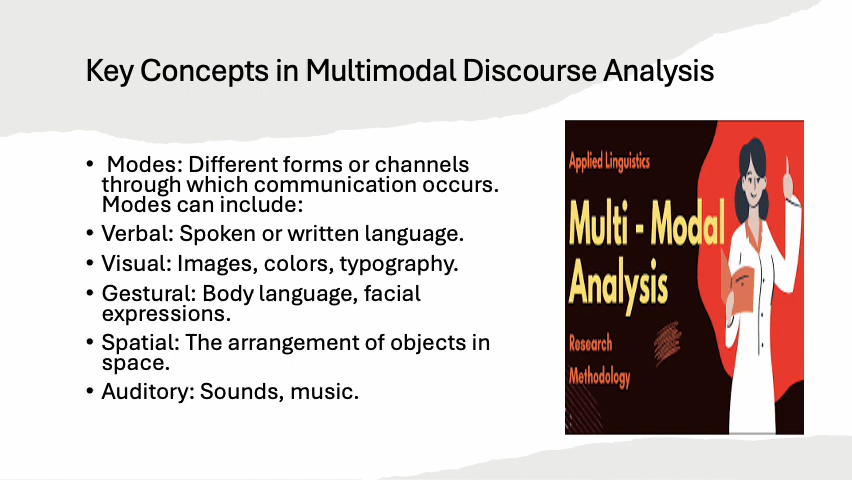 Key Concepts in Multimodal Discourse Analysis
• Modes: Different forms or channels
through which communication occurs.
Modes can include:
• Verbal: Spoken or written language.
• Visual: Images, colors, typography.
• Gestural: Body language, facial
expressions.
• Spatial: The arrangement of objects in
space.
• Auditory: Sounds, music.
Applied Linguistics
Multi - Modal
Analysis
Research
Methodology